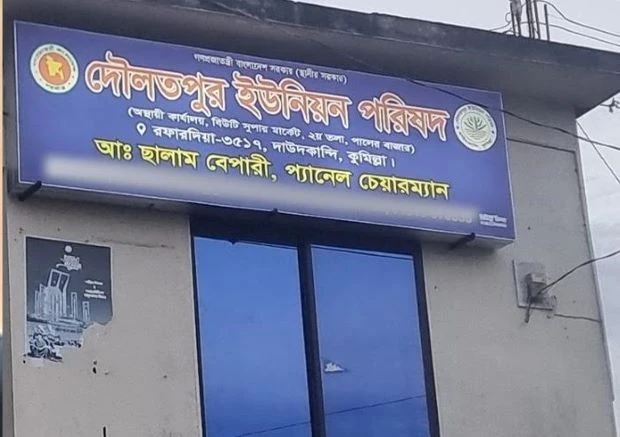 গণপ্রজাতন্ত্রী বাংলাদেশ সরকার (স্থানীয় সরকার)
দৌলতপুর ইউনিয়ন পরিষদ
(অস্থায়ী কার্যালয়, বিউটি সুপার মার্কেট, ২য় তলা, পালের বাজার)
রফারদিয়া-৩৫১৭, দাউদকান্দি, কুমিল্লা।
আঃ ছালাম বেপারী, প্যানেল চেয়ারম্যান